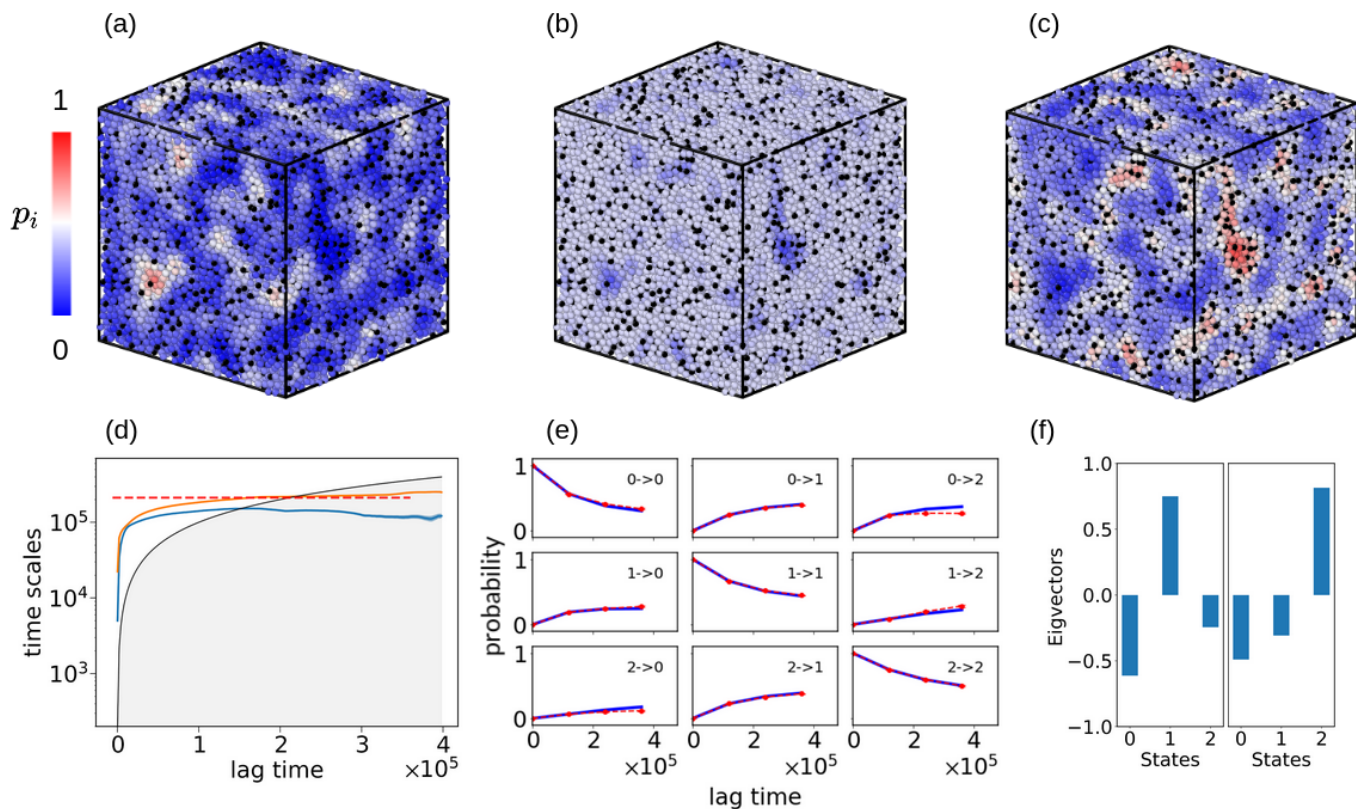 (a)
(b)
(c)
1
p_i
0
(d)
(e)
(f)
time scales
10^5
10^4
10^3
0 1 2 3 4
×10^5
lag time
probability
1
0
0->0
0->1
0->2
1
0
1->0
1->1
1->2
1
0
2->0
2->1
2->2
0 2 4
×10^5
0 2 4
×10^5
0 2 4
×10^5
lag time
Eigvectors
1.0
0.5
0.0
−0.5
−1.0
0 1 2
0 1 2
States
States